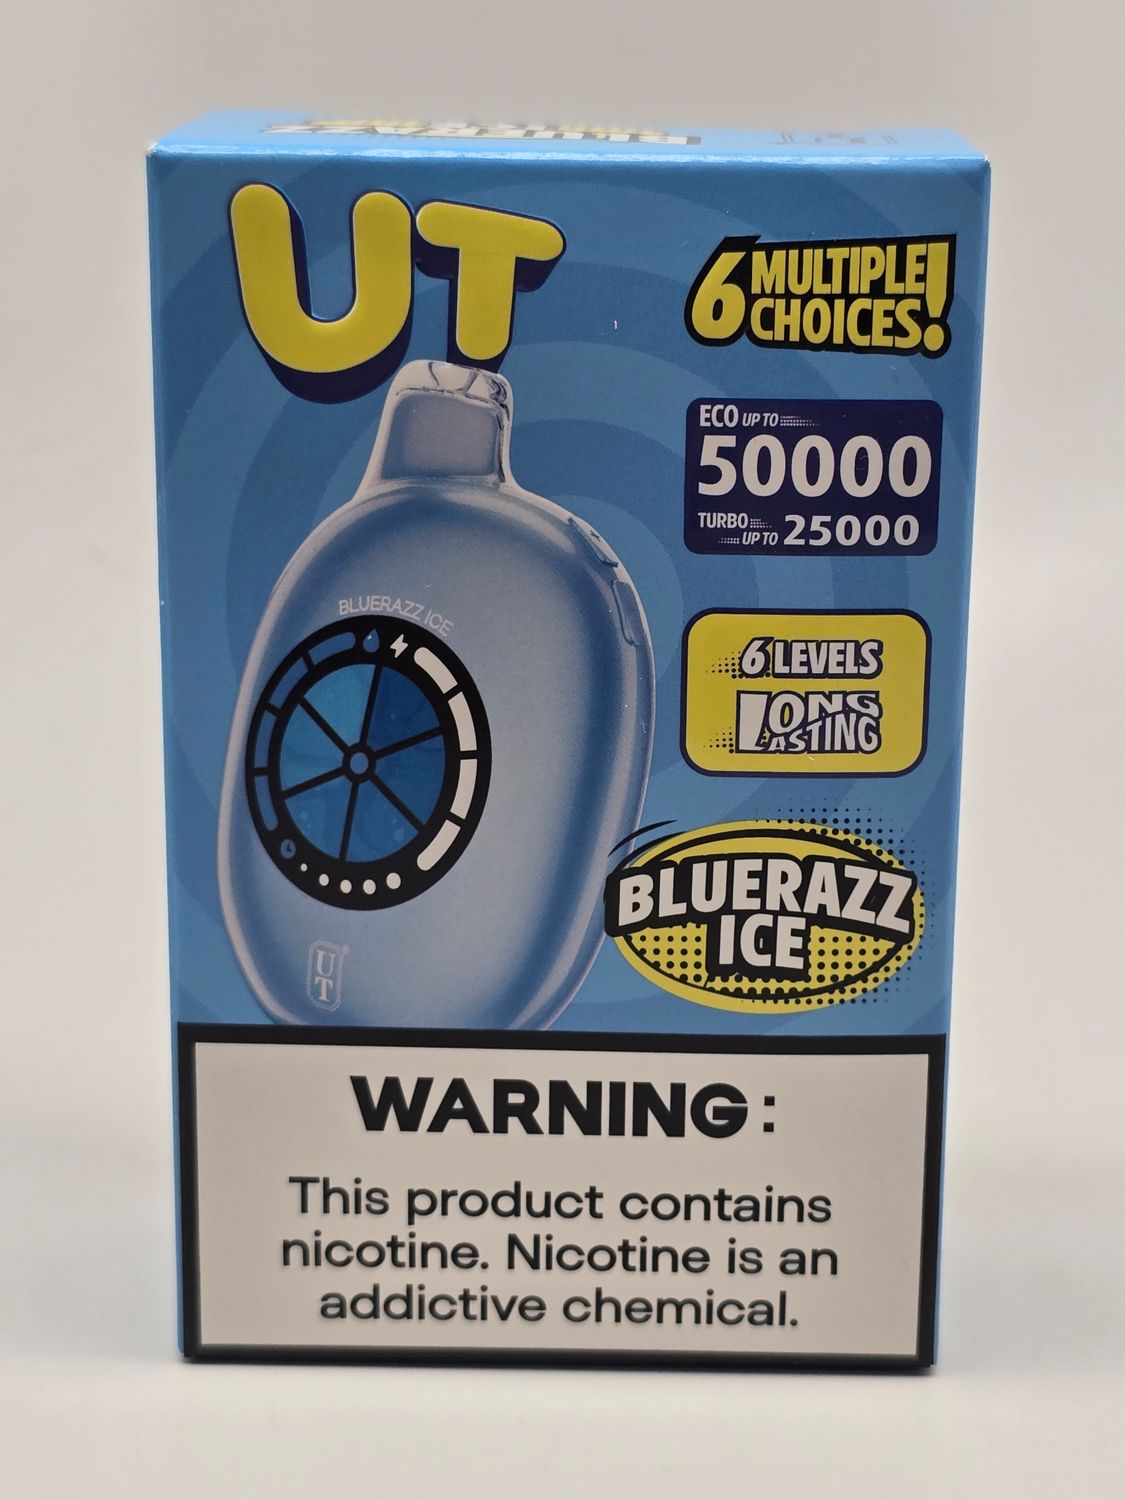 UT
6 MULTIPLE
CHOICES!
ECO UP TO
50000
TURBO
UP TO 25000
6 LEVELS
LONG
LASTING
BLUERAZZ ICE
BLUERAZZ
ICE
UT
WARNING:
This product contains
nicotine. Nicotine is an
addictive chemical.